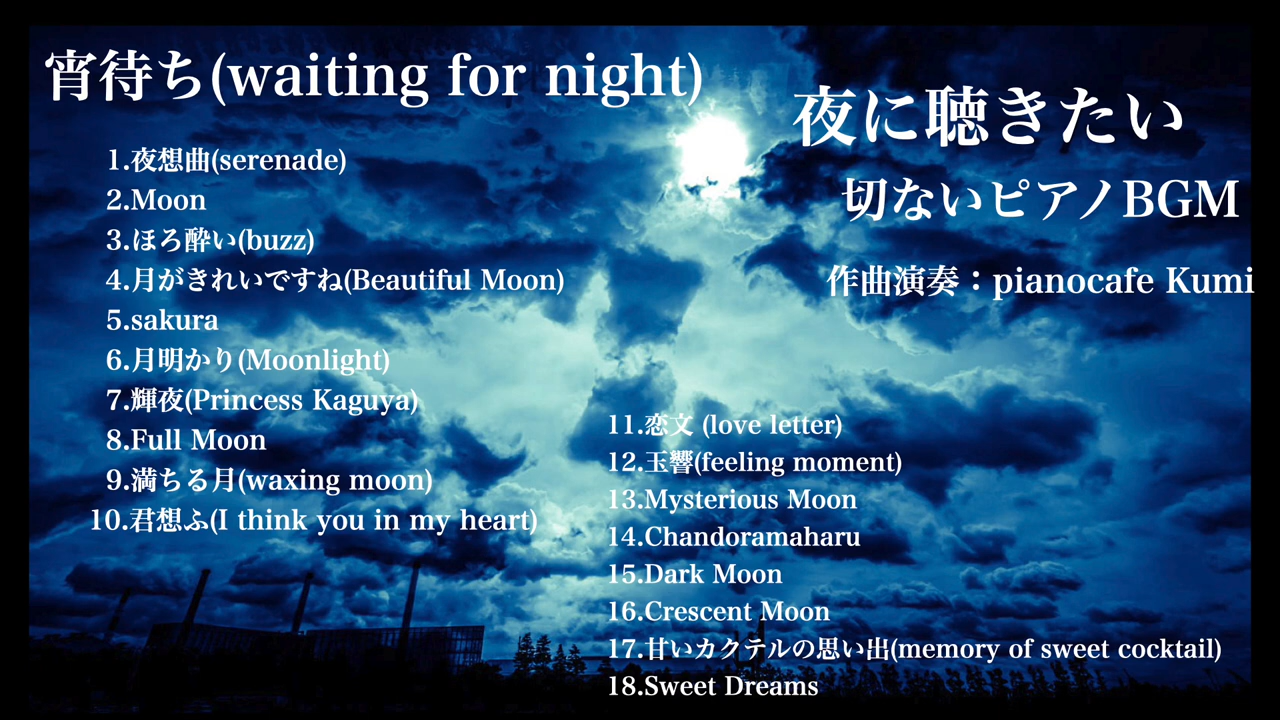 宵待ち(waiting for night)
1.夜想曲(serenade)
2.Moon
3.ほろ酔い(buzz)
4.月がきれいですね(Beautiful Moon)
5.sakura
6.月明かり(Moonlight)
7.輝夜(Princess Kaguya)
8.Full Moon
9.満ちる月(waxing moon)
10.君想ふ(I think you in my heart)
夜に聴きたい
切ないピアノBGM
作曲演奏：pianocafe Kumi
11.恋文 (love letter)
12.玉響(feeling moment)
13.Mysterious Moon
14.Chandoramaharu
15.Dark Moon
16.Crescent Moon
17.甘いカクテルの思い出(memory of sweet cocktail)
18.Sweet Dreams